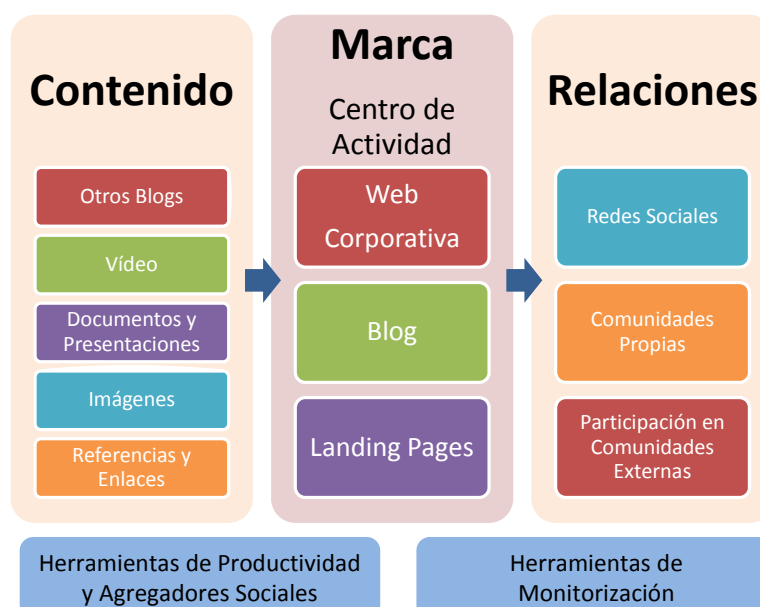 Contenido
Otros Blogs
Vídeo
Documentos y
Presentaciones
Imágenes
Referencias y
Enlaces
Marca
Centro de
Actividad
Web
Corporativa
Blog
Landing Pages
Relaciones
Redes Sociales
Comunidades
Propias
Participación en
Comunidades
Externas
Herramientas de Productividad
y Agregadores Sociales
Herramientas de
Monitorización